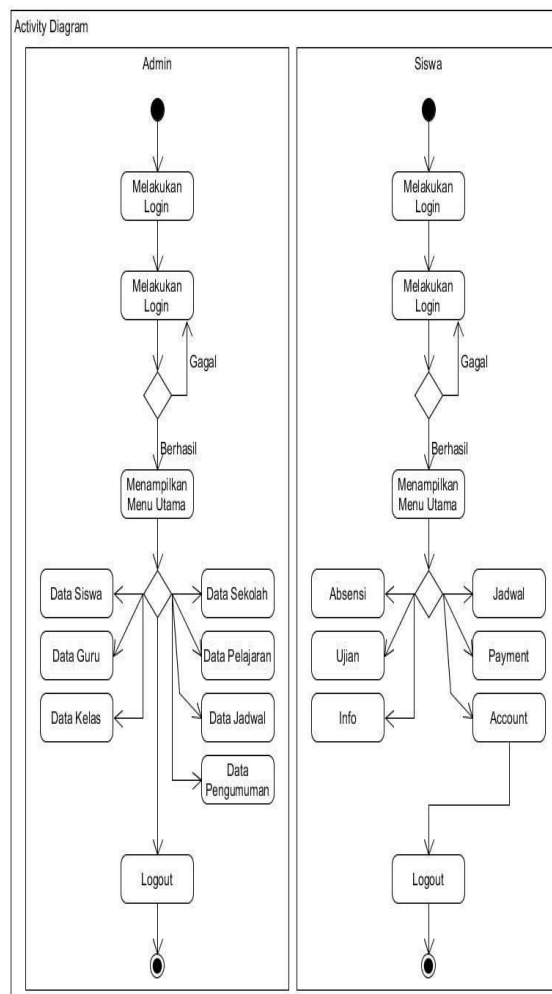 Activity Diagram
Admin
Melakukan
Login
Melakukan
Login
Gagal
Berhasil
Menampilkan
Menu Utama
Data Siswa
Data Sekolah
Data Guru
Data Pelajaran
Data Kelas
Data Jadwal
Data
Pengumuman
Logout
Siswa
Melakukan
Login
Melakukan
Login
Gagal
Berhasil
Menampilkan
Menu Utama
Absensi
Jadwal
Ujian
Payment
Info
Account
Logout